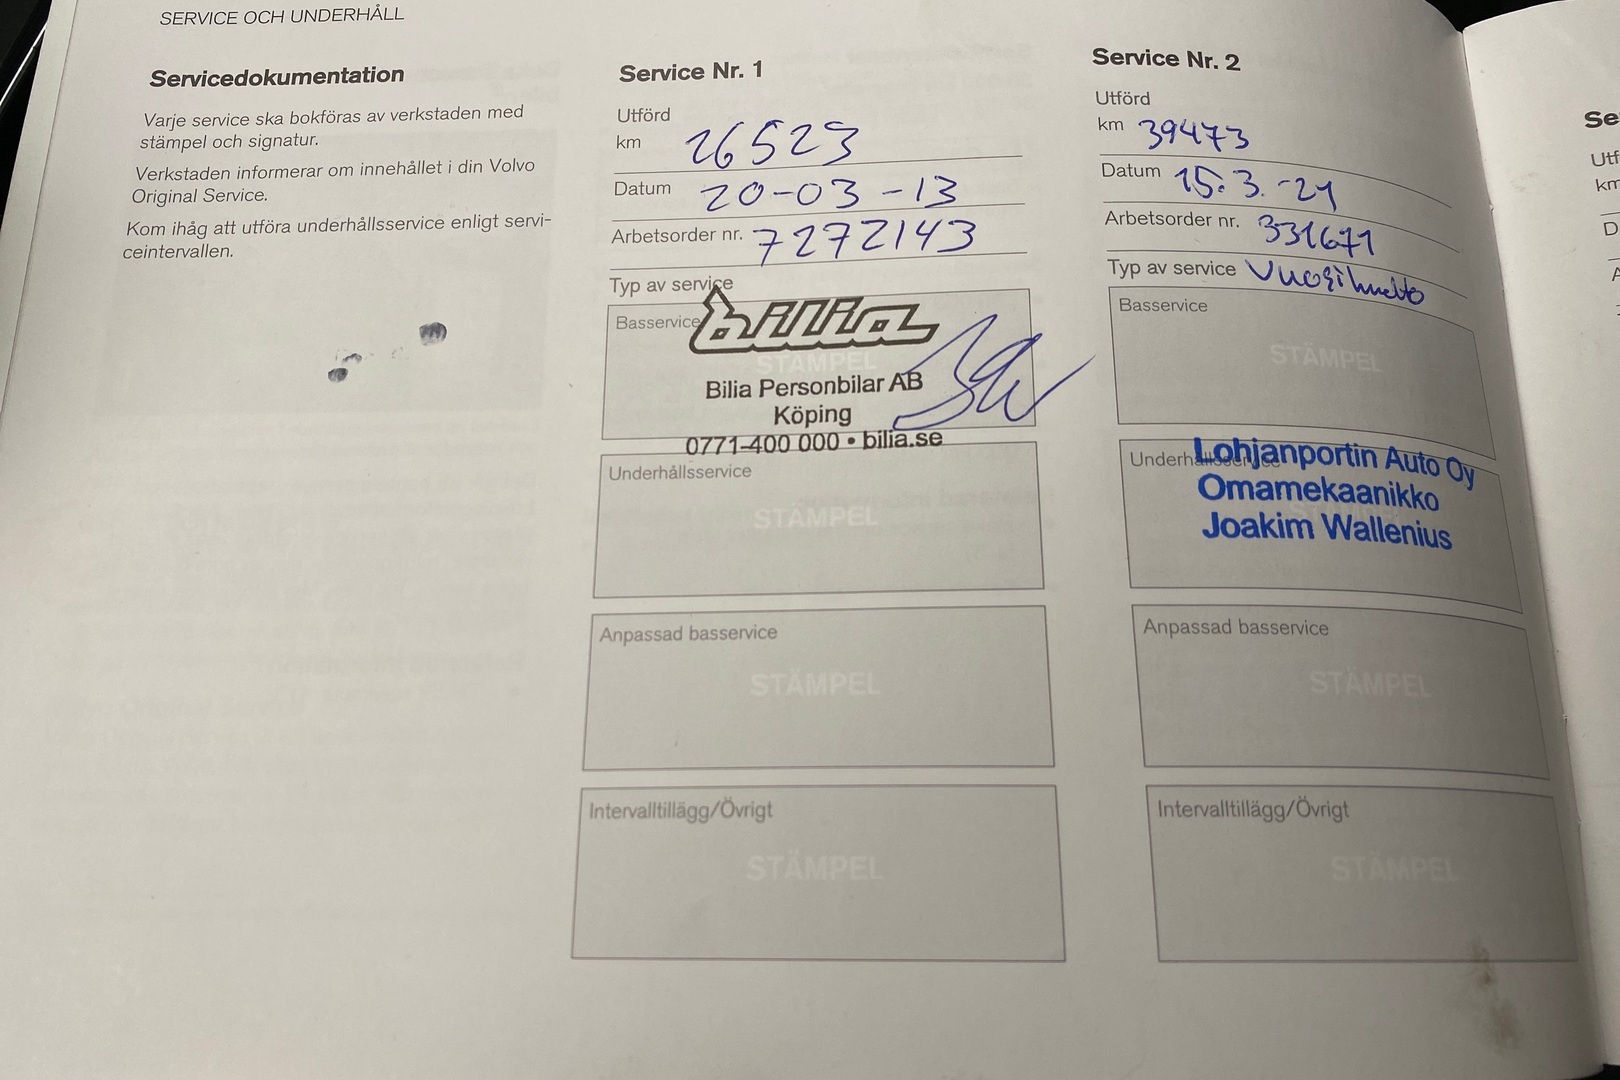 SERVICE OCH UNDERHÅLL
Servicedokumentation
Varje service ska bokföras av verkstaden med
stämpel och signatur.
Verkstaden informerar om innehållet i din Volvo
Original Service.
Kom ihåg att utföra underhållsservice enligt servi-
ceintervallen.
Service Nr. 1
Utförd
km 26523
Datum 20-03-13
Arbetsorder nr. 7272143
Typ av service
Basservice
bilia
STÄMPEL
Bilia Personbilar AB
Köping
0771-400 000 • bilia.se
Underhållsservice
STÄMPEL
Anpassad basservice
STÄMPEL
Intervalltillägg/Övrigt
STÄMPEL
Service Nr. 2
Utförd
km 39473
Datum 15.3.-21
Arbetsorder nr. 331671
Typ av service Vuosihuolto
Basservice
STÄMPEL
Underhållsservice
Lohjanportin Auto Oy
Omamekaanikko
Joakim Wallenius
Anpassad basservice
STÄMPEL
Intervalltillägg/Övrigt
STÄMPEL
Se
Utf
km
D
A